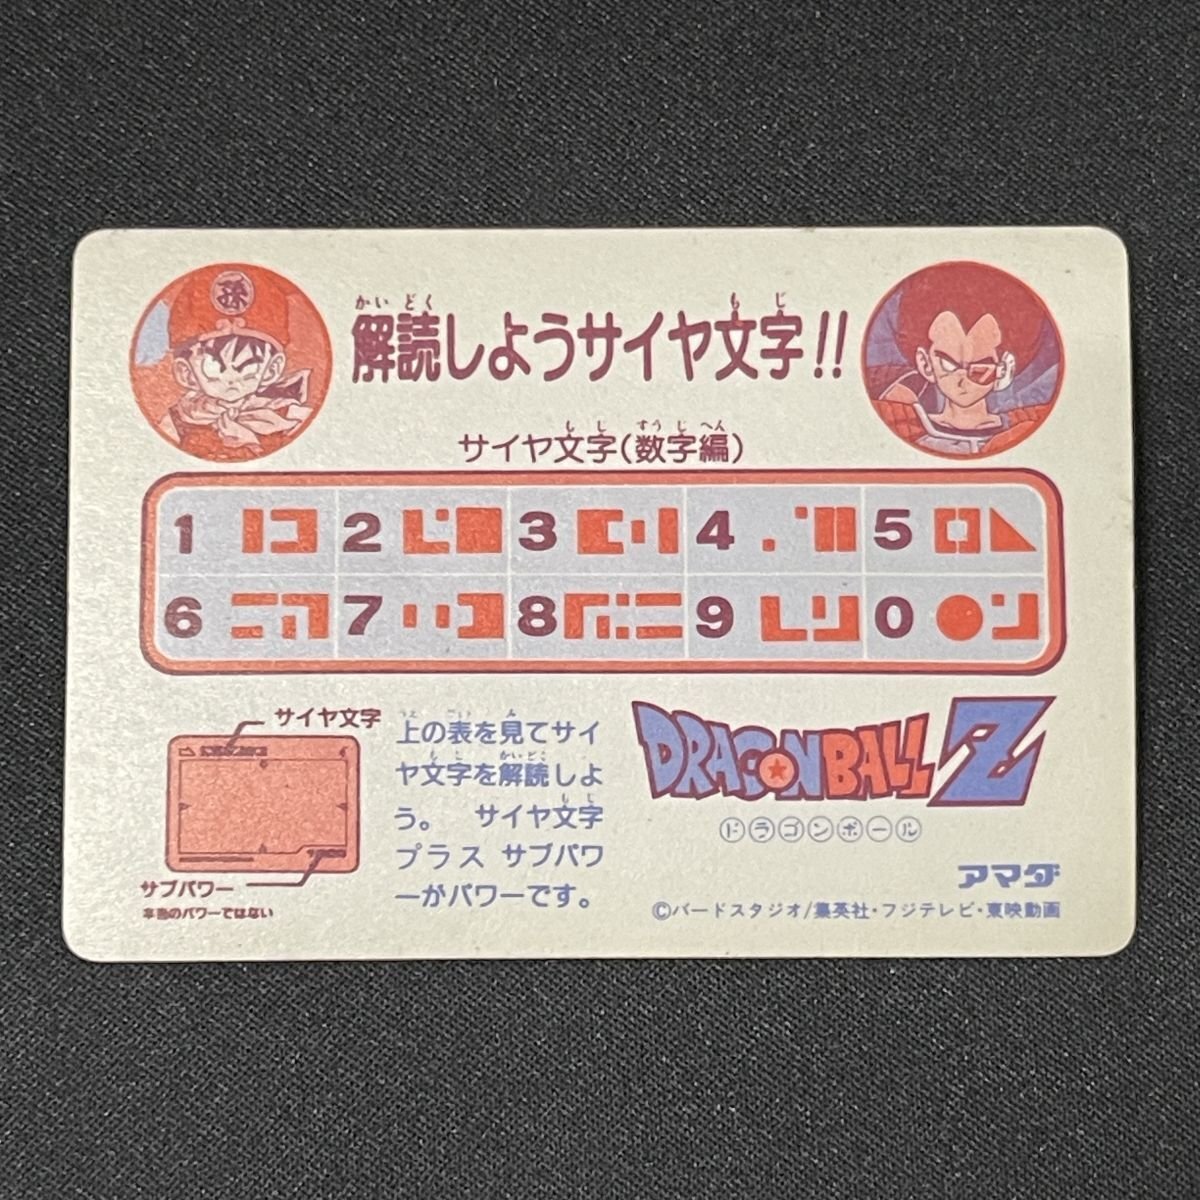 孫
解読しようサイヤ文字!!
かいどく
もじ
サイヤ文字(数字編)
もじ
すうじへん
1 2 3 4 5
6 7 8 9 0
サイヤ文字
サブパワー
本当のパワーではない
上の表を見てサイ
ヤ文字を解読しよ
う。 サイヤ文字
プラス サブパワ
ーがパワーです。
DRAGON BALL Z
ドラゴンボール
アマダ
©バードスタジオ/集英社・フジテレビ・東映動画